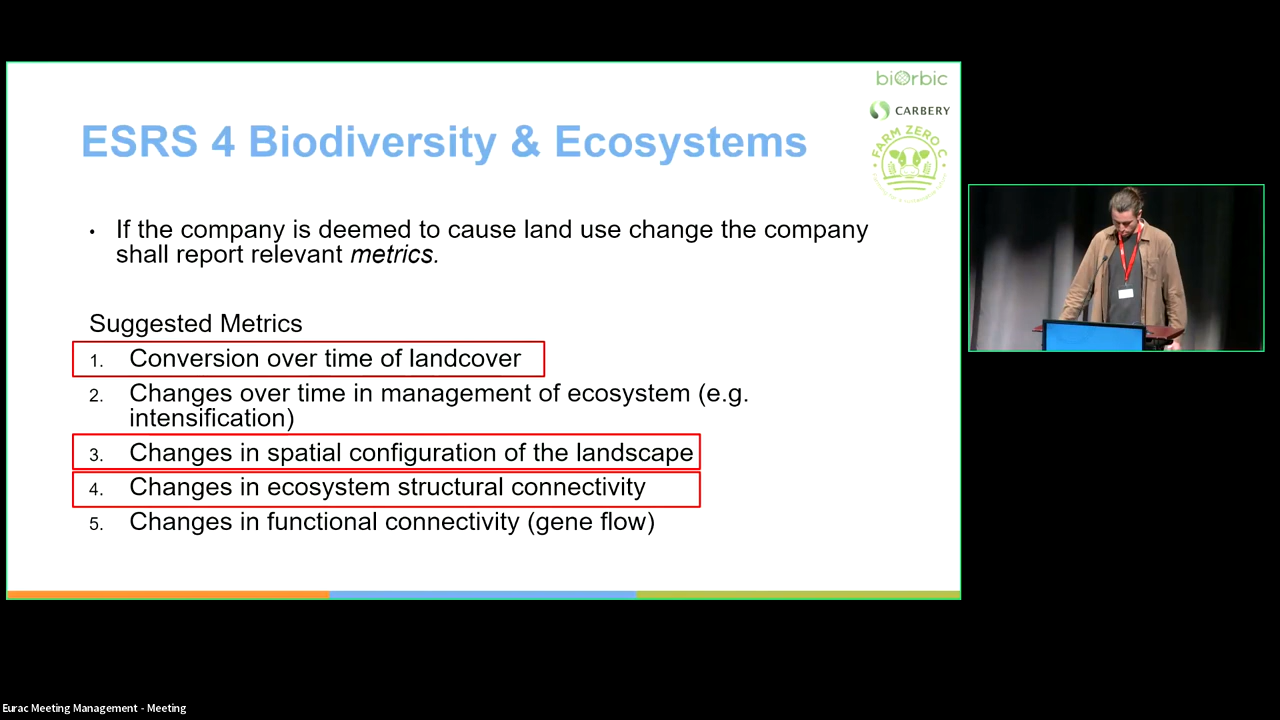 biOrbic
CARBERY
FARM ZERO C
ESRS 4 Biodiversity & Ecosystems
• If the company is deemed to cause land use change the company
shall report relevant metrics.
Suggested Metrics
1. Conversion over time of landcover
2. Changes over time in management of ecosystem (e.g.
intensification)
3. Changes in spatial configuration of the landscape
4. Changes in ecosystem structural connectivity
5. Changes in functional connectivity (gene flow)
Eurac Meeting Management - Meeting